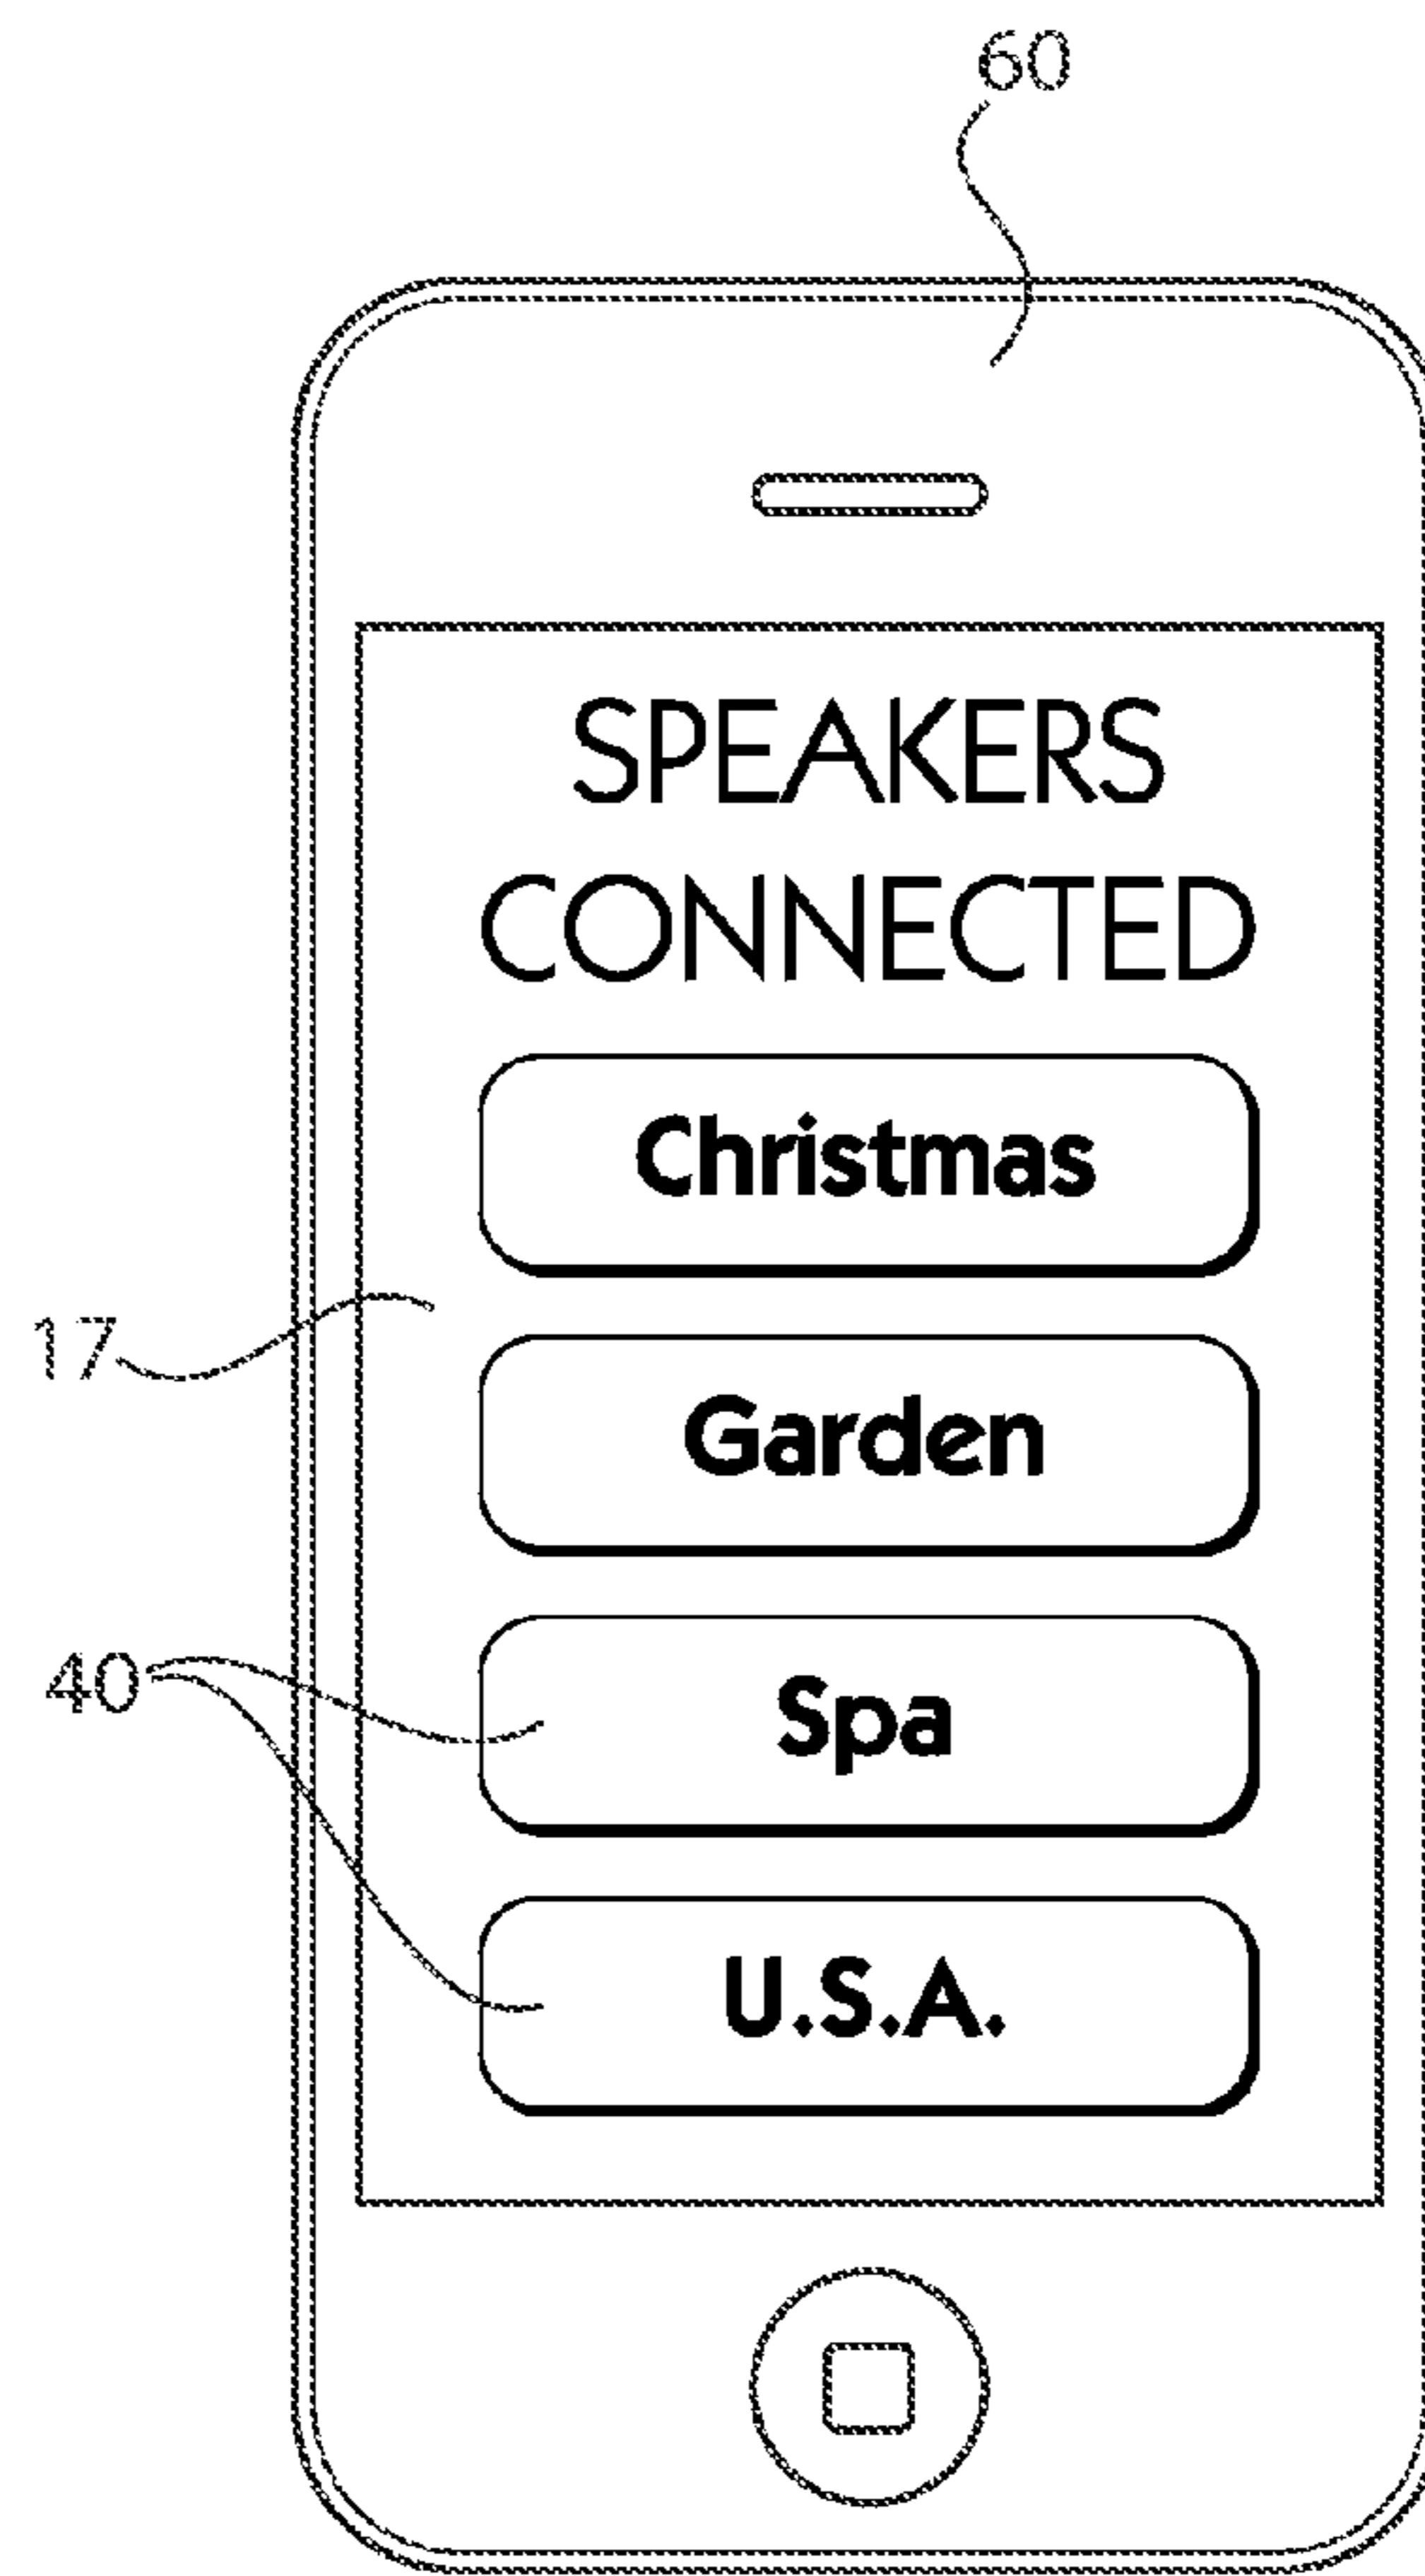 60
SPEAKERS
CONNECTED
Christmas
17
Garden
40
Spa
U.S.A.